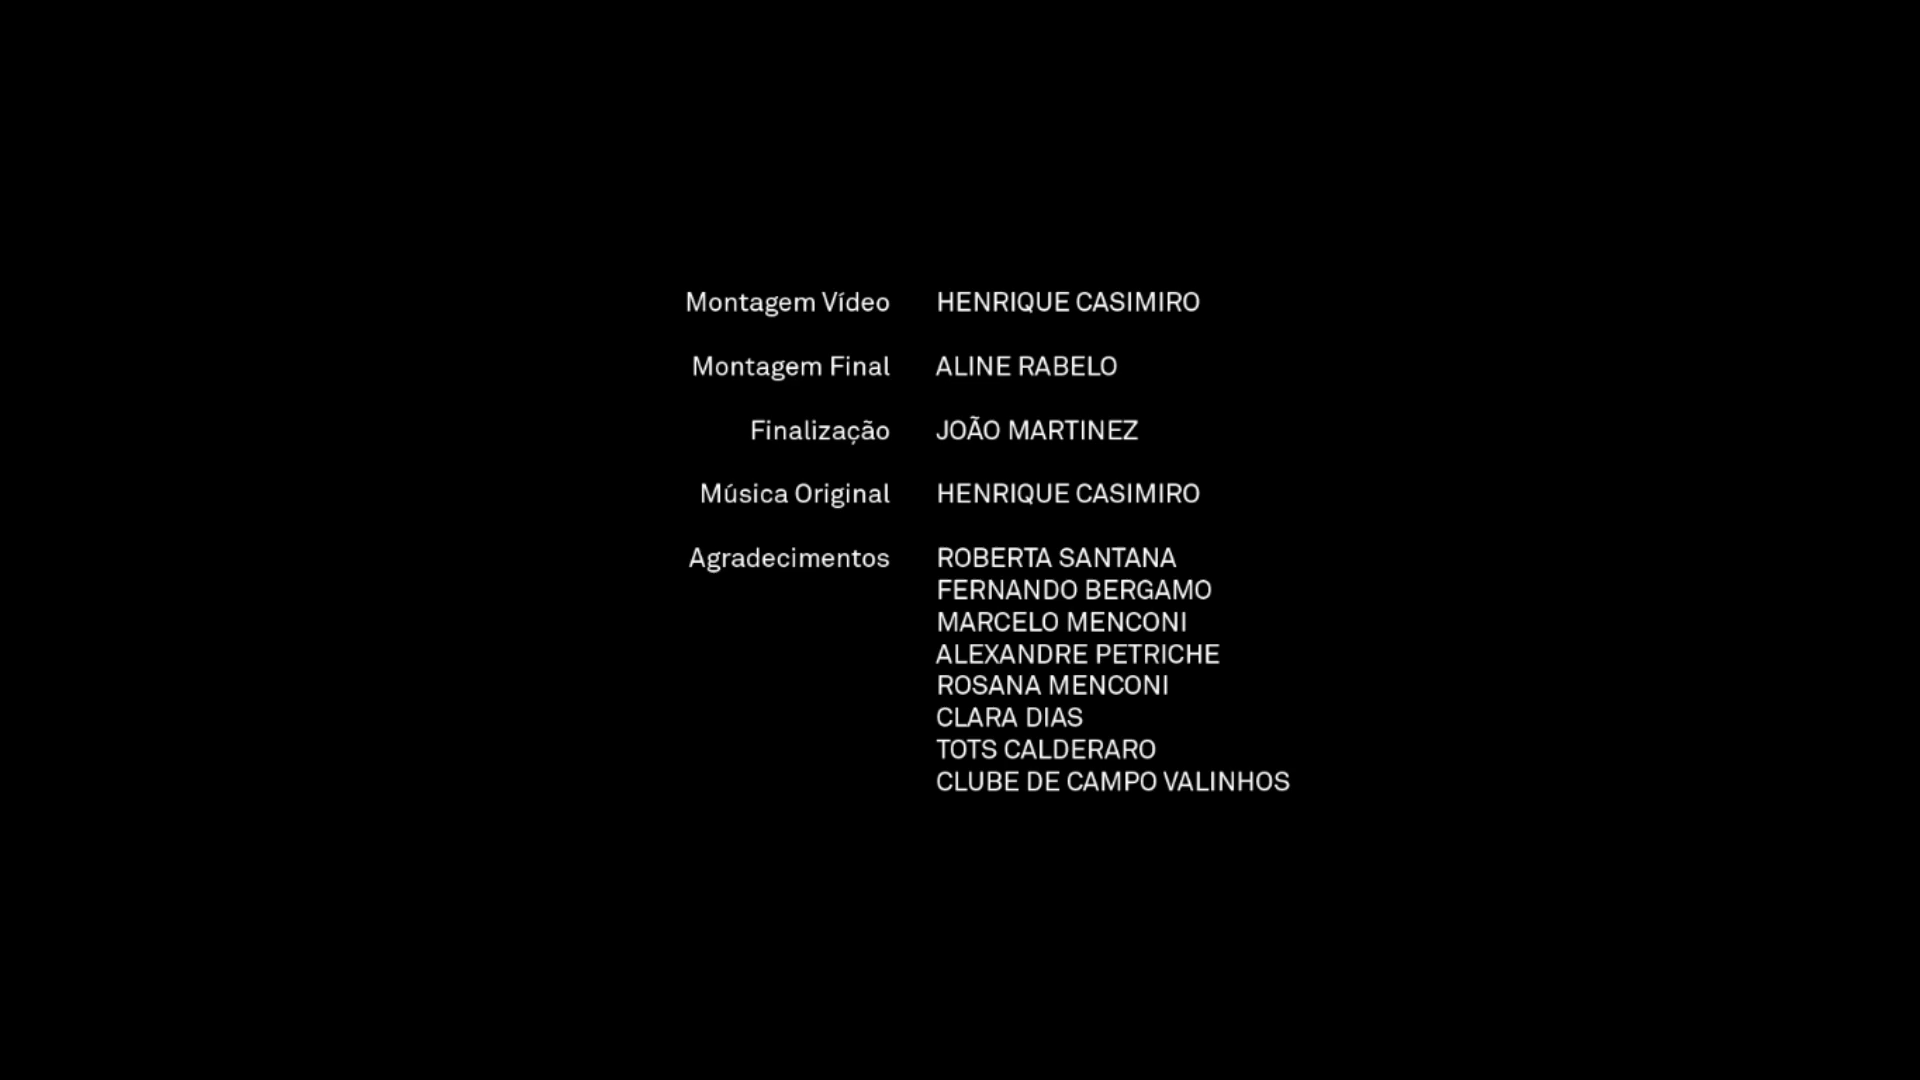 Montagem Vídeo HENRIQUE CASIMIRO
Montagem Final ALINE RABELO
Finalização JOÃO MARTINEZ
Música Original HENRIQUE CASIMIRO
Agradecimentos ROBERTA SANTANA
FERNANDO BERGAMO
MARCELO MENCONI
ALEXANDRE PETRICHE
ROSANA MENCONI
CLARA DIAS
TOTS CALDERARO
CLUBE DE CAMPO VALINHOS